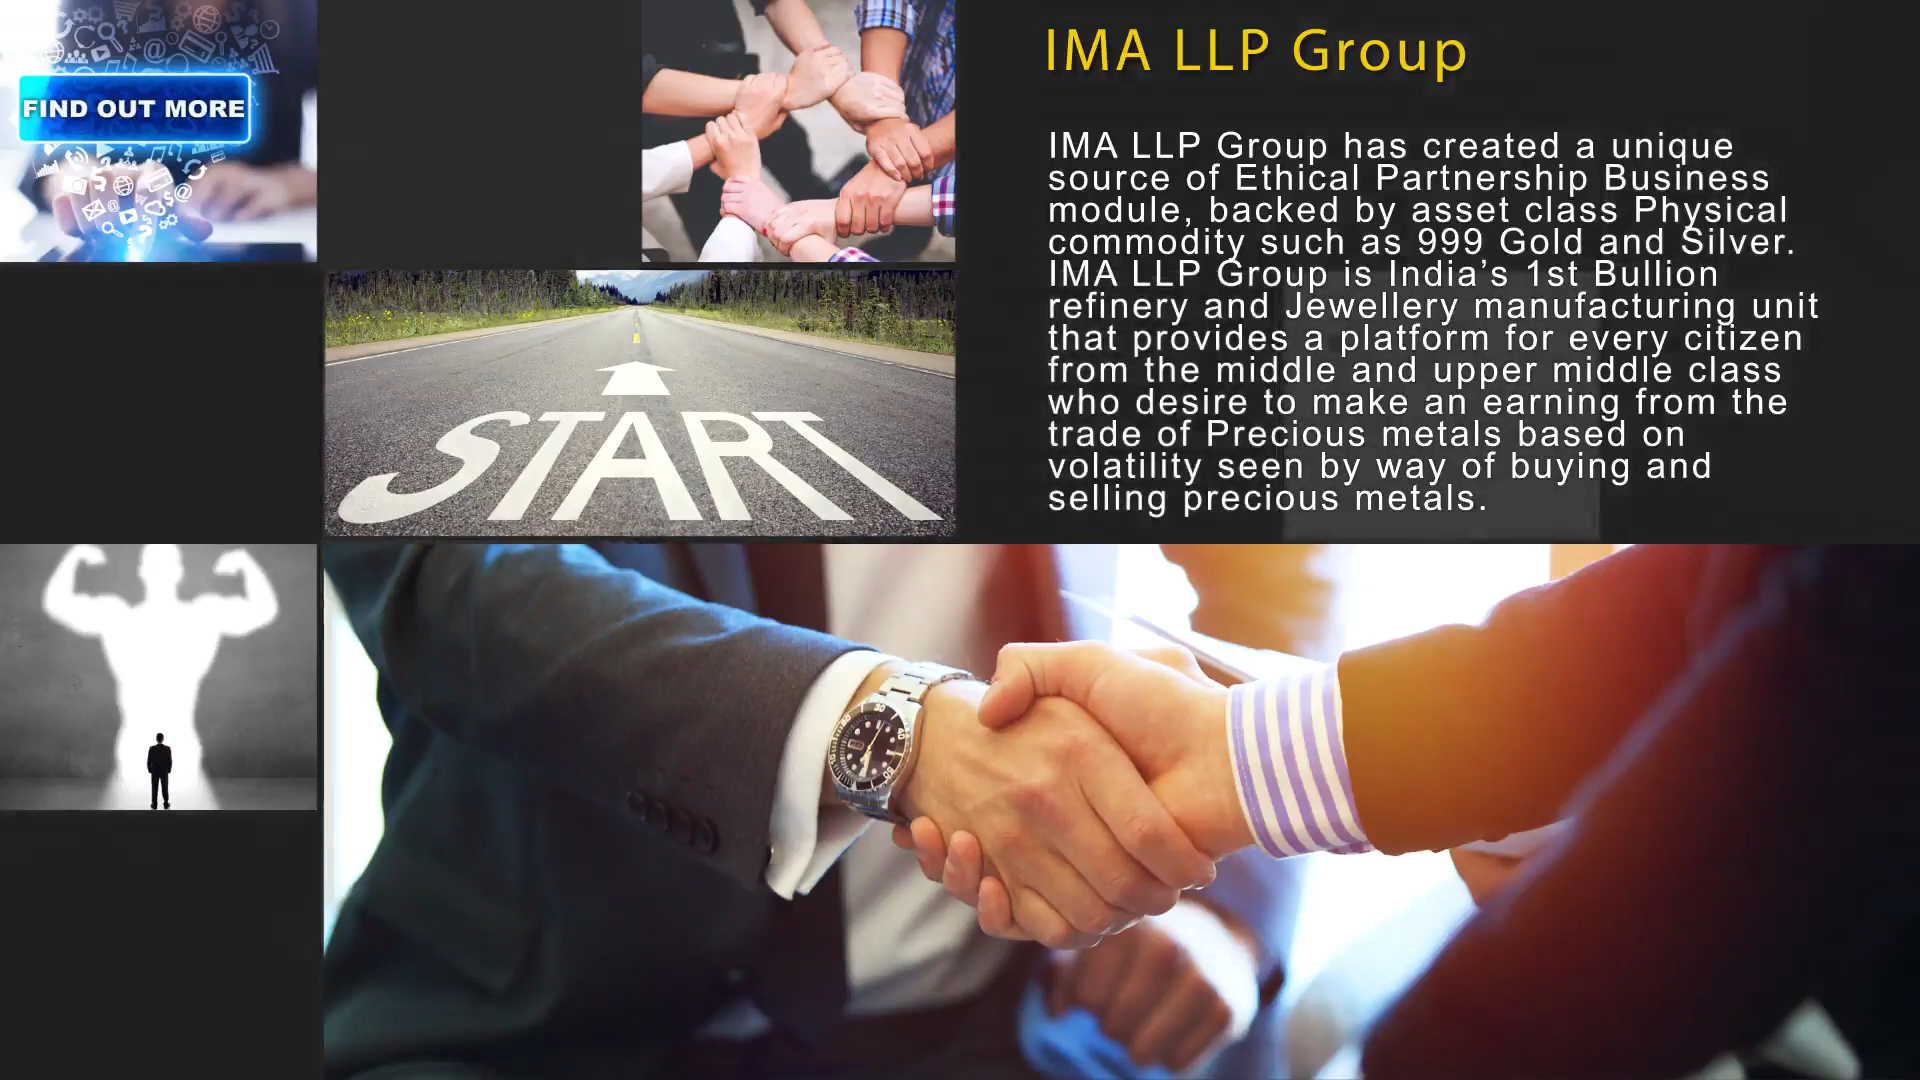 FIND OUT MORE
START
IMA LLP Group
IMA LLP Group has created a unique
source of Ethical Partnership Business
module, backed by asset class Physical
commodity such as 999 Gold and Silver.
IMA LLP Group is India’s 1st Bullion
refinery and Jewellery manufacturing unit
that provides a platform for every citizen
from the middle and upper middle class
who desire to make an earning from the
trade of Precious metals based on
volatility seen by way of buying and
selling precious metals.